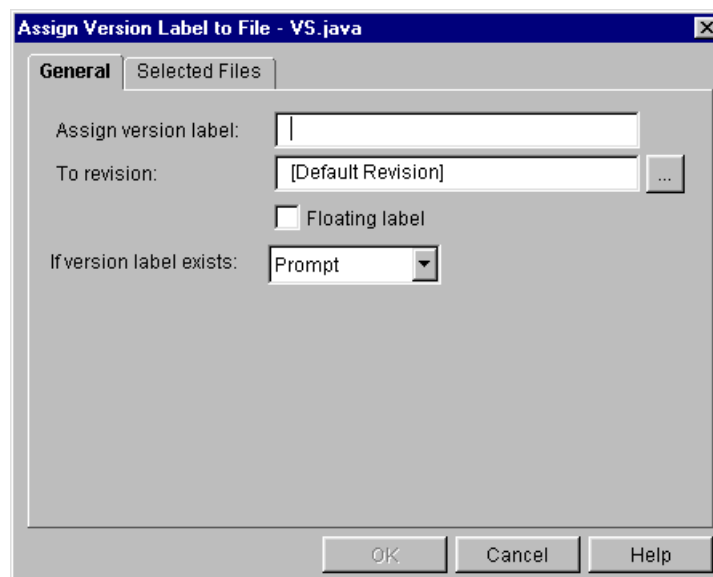 Assign Version Label to File - VS.java
General Selected Files
Assign version label:
To revision: [Default Revision] ...
Floating label
If version label exists: Prompt
OK Cancel Help